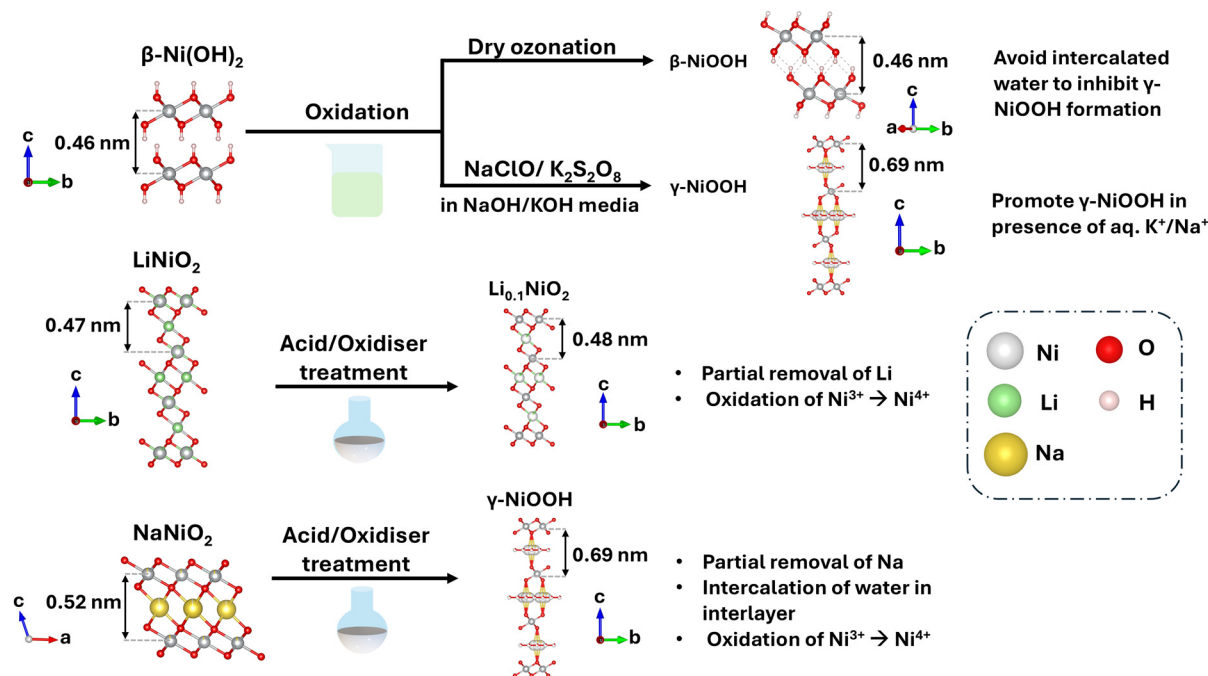 β-Ni(OH)₂
0.46 nm
c
b
Oxidation
Dry ozonation
NaClO/ K₂S₂O₈
in NaOH/KOH media
β-NiOOH
0.46 nm
c
a
b
Avoid intercalated
water to inhibit γ-
NiOOH formation
γ-NiOOH
0.69 nm
c
b
Promote γ-NiOOH in
presence of aq. K⁺/Na⁺
LiNiO₂
0.47 nm
c
b
Acid/Oxidiser
treatment
Li₀.₁NiO₂
0.48 nm
c
b
• Partial removal of Li
• Oxidation of Ni³⁺ → Ni⁴⁺
Ni
O
Li
H
Na
NaNiO₂
0.52 nm
c
a
Acid/Oxidiser
treatment
γ-NiOOH
0.69 nm
c
b
• Partial removal of Na
• Intercalation of water in
interlayer
• Oxidation of Ni³⁺ → Ni⁴⁺